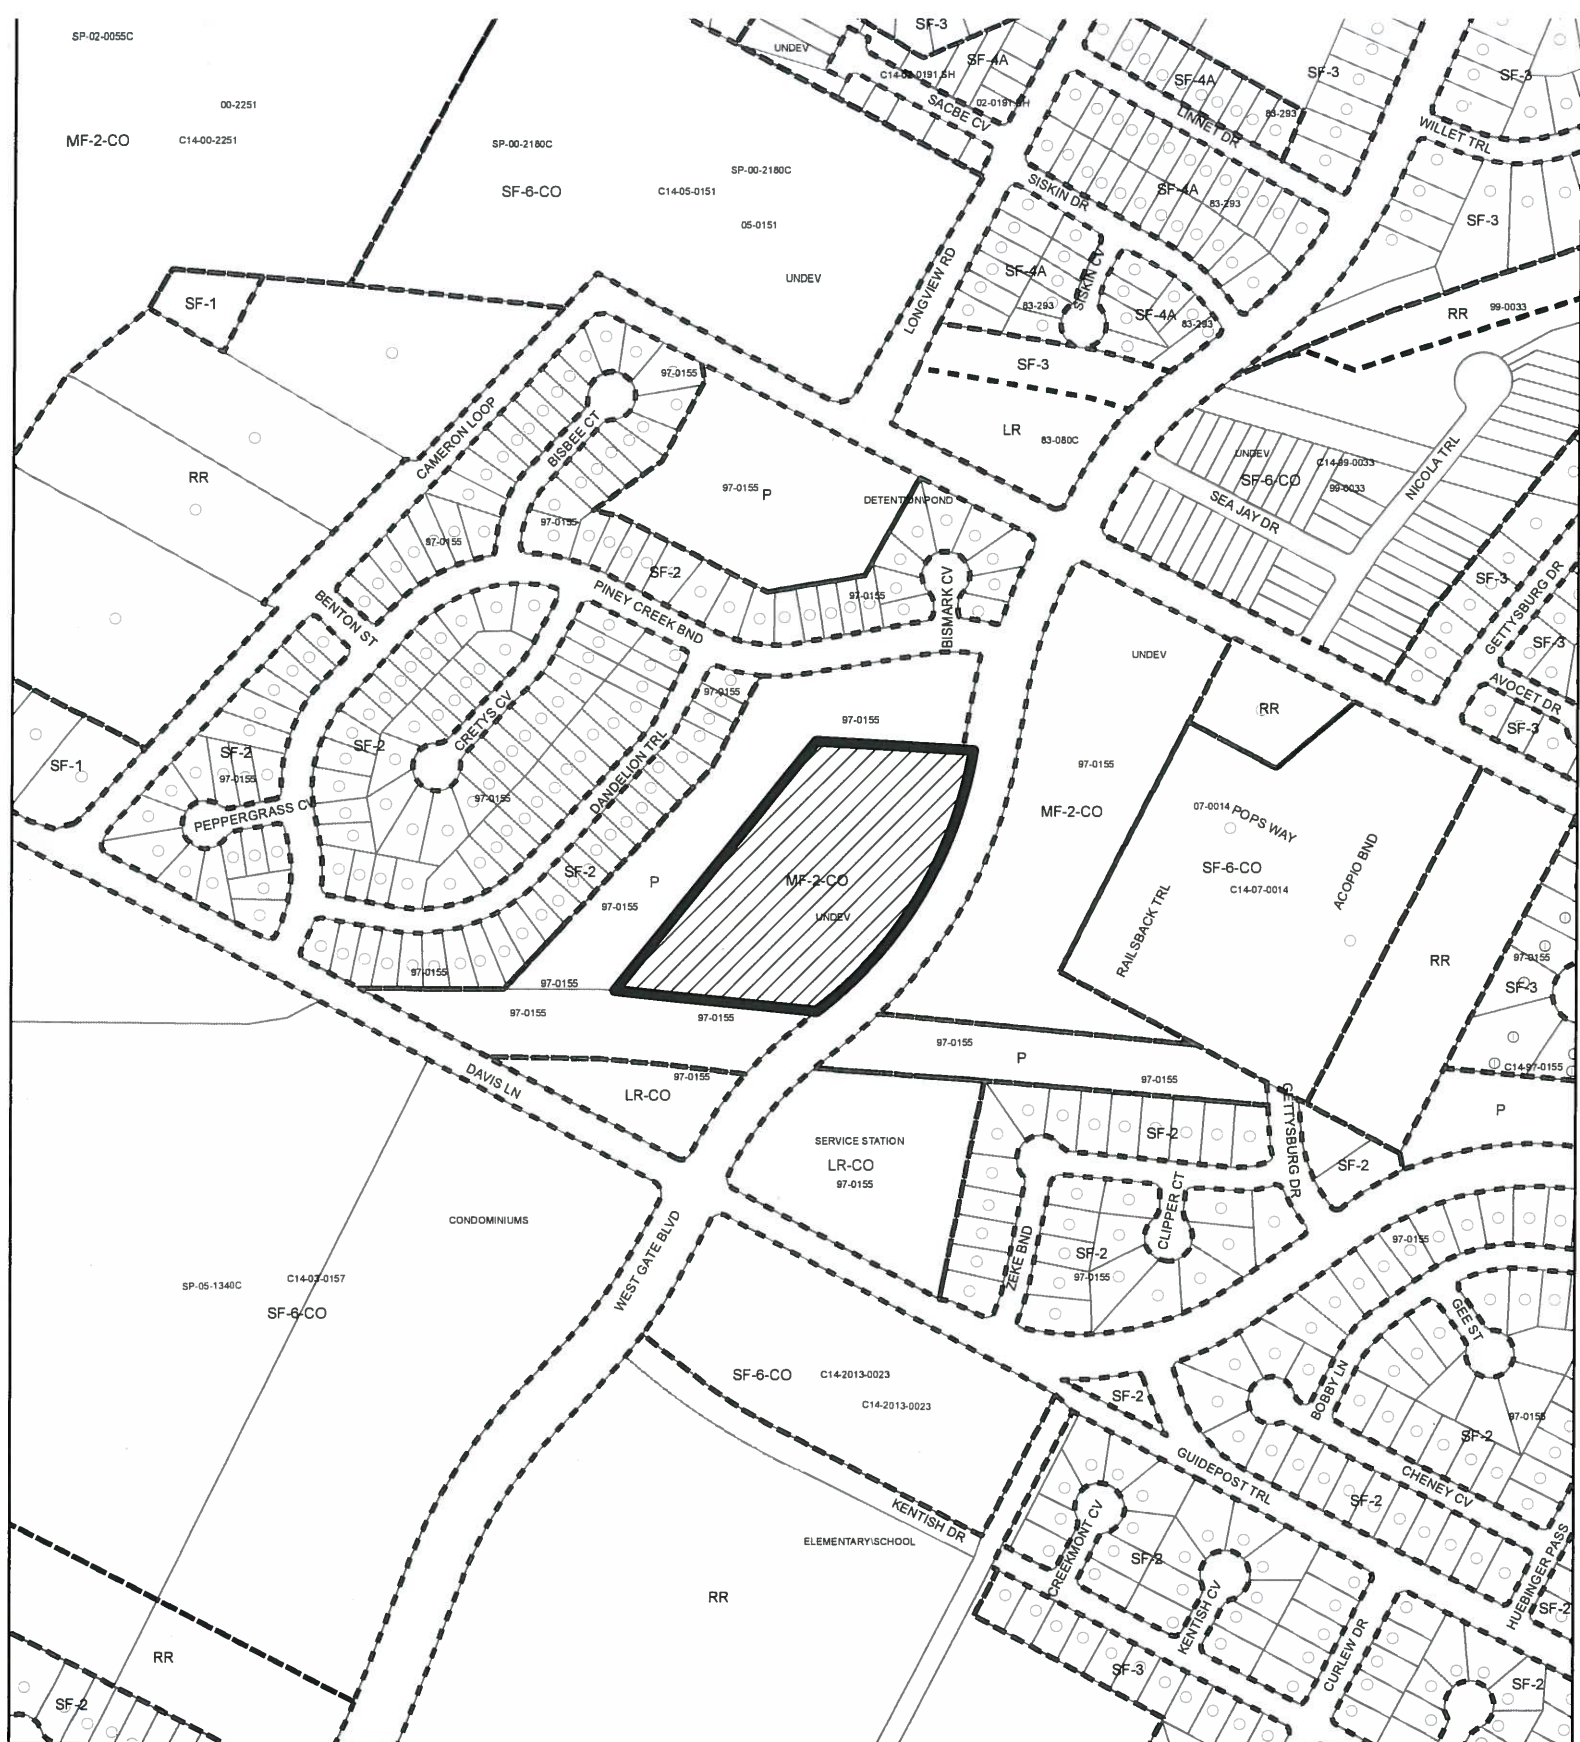 SP-02-0055C
00-2251
MF-2-CO
C14-00-2251
SP-00-2180C
SF-6-CO
C14-05-0151
SP-00-2180C
05-0151
UNDEV
UNDEV
SF-3
SF-4A
C14-02-0191.SH
02-0191.SH
SACBE CV
SF-4A
83-293
LINNET DR
SF-3
SF-3
WILLET TRL
SISKIN DR
SF-4A
83-293
SF-3
LONGVIEW RD
SF-4A
83-293
SISKIN CV
SF-4A
83-293
RR
99-0033
SF-1
SF-3
97-0155
CAMERON LOOP
BISBEE CT
LR
83-080C
UNDEV
C14-99-0033
SF-6-CO
99-0033
NICOLA TRL
SEA JAY DR
RR
97-0155
P
DETENTION POND
97-0155
97-0155
SF-2
BENTON ST
PINEY CREEK BND
97-0155
BISMARK CV
SF-3
GETTYSBURG DR
SF-3
UNDEV
AVOCET DR
SF-3
RR
97-0155
97-0155
CRETYS CV
SF-2
SF-2
97-0155
SF-1
PEPPERGRASS CV
97-0155
DANDELION TRL
97-0155
MF-2-CO
07-0014
POPS WAY
SF-6-CO
C14-07-0014
ACOPIO BND
RAILSBACK TRL
SF-2
P
97-0155
MF-2-CO
UNDEV
RR
97-0155
SF-3
97-0155
97-0155
97-0155
97-0155
97-0155
P
97-0155
C14-97-0155
P
DAVIS LN
97-0155
LR-CO
SERVICE STATION
LR-CO
97-0155
SF-2
GETTYSBURG DR
SF-2
CONDOMINIUMS
WEST GATE BLVD
CLIPPER CT
ZEKE BND
SF-2
97-0155
97-0155
SP-05-1340C
C14-03-0157
SF-6-CO
GEE ST
SF-6-CO
C14-2013-0023
C14-2013-0023
SF-2
BOBBY LN
97-0155
SF-2
GUIDEPOST TRL
CHENEY CV
SF-2
KENTISH DR
ELEMENTARY\SCHOOL
CREEKMONT CV
SF-2
KENTISH CV
HUEBINGER PASS
SF-2
RR
RR
SF-2
SF-3
CURLEW DR
SF-2